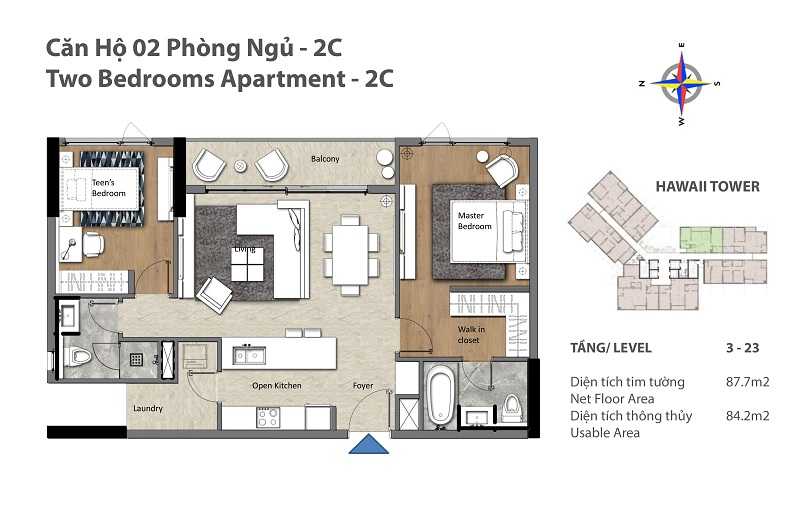 Căn Hộ 02 Phòng Ngủ - 2C
Two Bedrooms Apartment - 2C
E
N
S
W
HAWAII TOWER
Balcony
Teen's
Bedroom
Living
Master
Bedroom
Walk in
closet
Open Kitchen
Foyer
Laundry
TẦNG/ LEVEL 3 - 23
Diện tích tim tường 87.7m2
Net Floor Area
Diện tích thông thủy 84.2m2
Usable Area